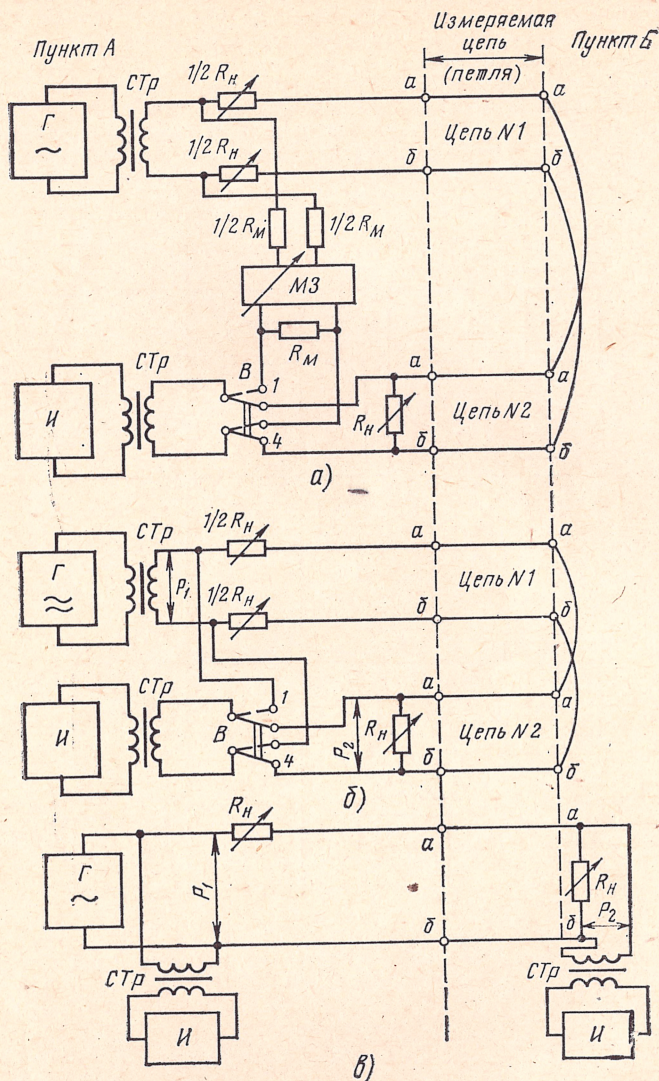 Пункт А
Измеряемая
цепь
(петля)
Пункт Б
СТр
1/2 Rн
Г
~
а
а
Цепь N1
1/2 Rн
б
б
1/2 Rм
1/2 Rм
МЗ
Rм
СТр
В
1
а
а
И
Rн
Цепь N2
4
б
б
а)
СТр
1/2 Rн
а
а
Г
≈
P1
1/2 Rн
Цепь N1
б
б
СТр
1
а
а
И
В
P2
Rн
Цепь N2
4
б
б
б)
Rн
а
а
Г
~
P1
Rн
б
б
P2
СТр
СТр
И
И
в)